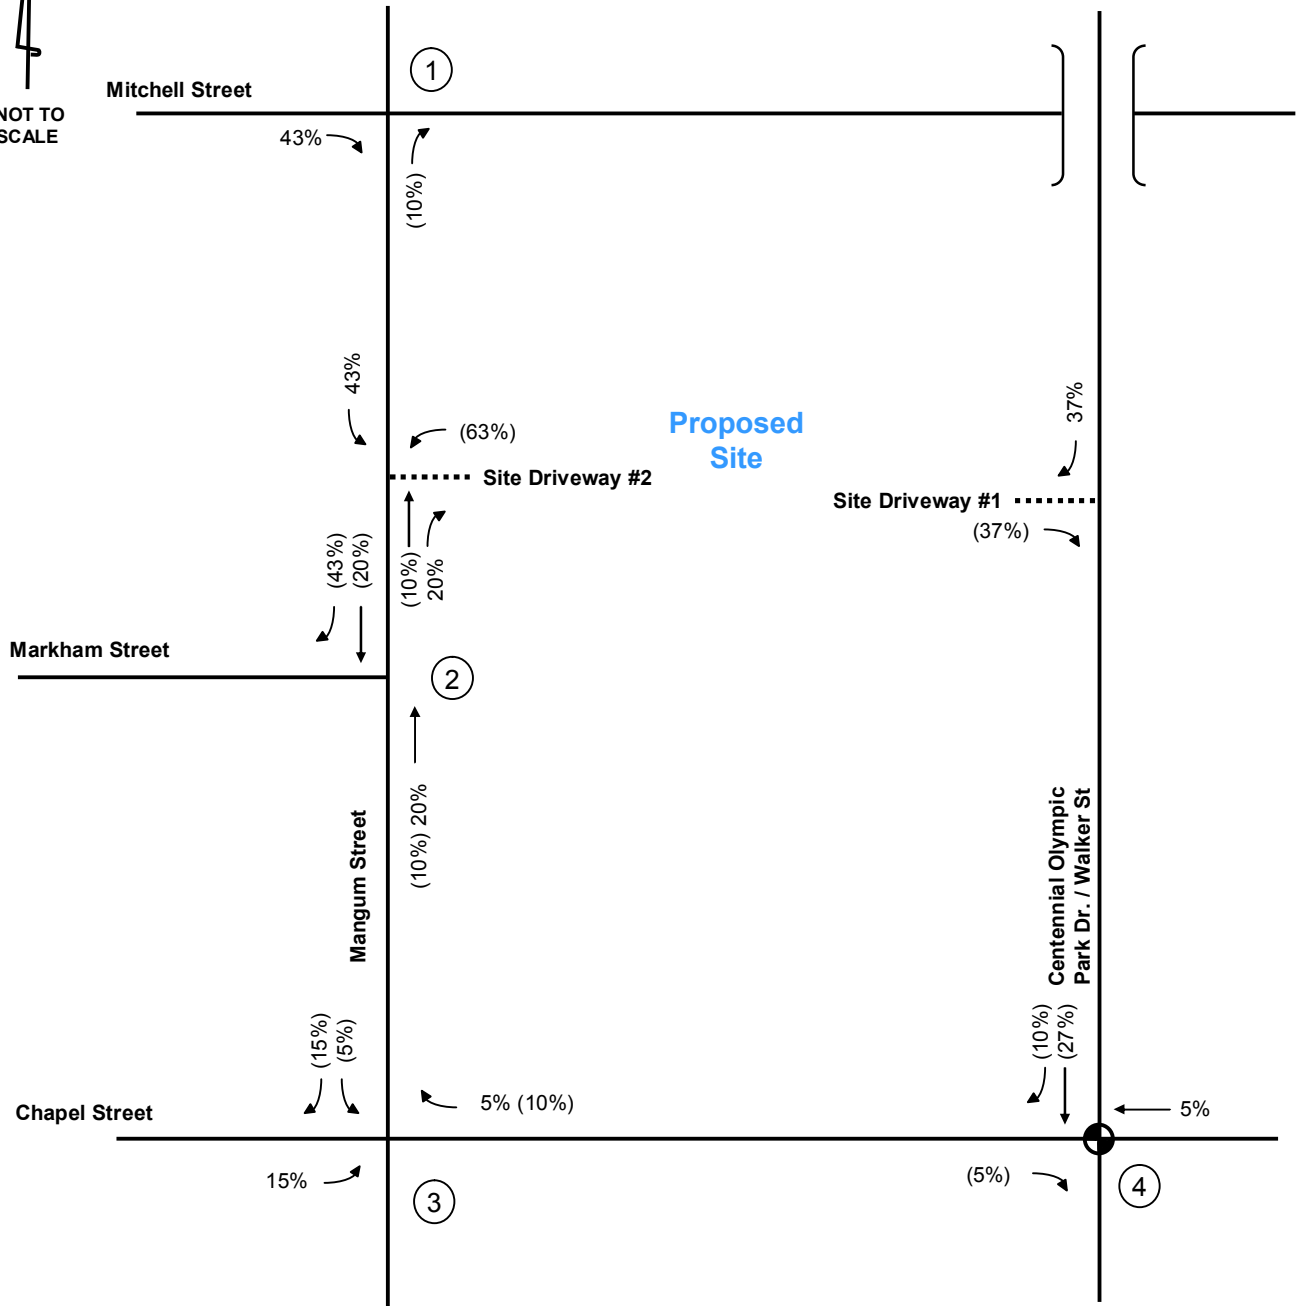 1
Mitchell Street
NOT TO
SCALE
43%
(10%)
43%
37%
(63%)
Proposed
Site
Site Driveway #2
Site Driveway #1
(37%)
(43%)
(20%)
(10%)
20%
Markham Street
2
(10%) 20%
Mangum Street
Centennial Olympic
Park Dr. / Walker St
(15%)
(5%)
(10%)
(27%)
Chapel Street
5% (10%)
5%
15%
(5%)
3
4